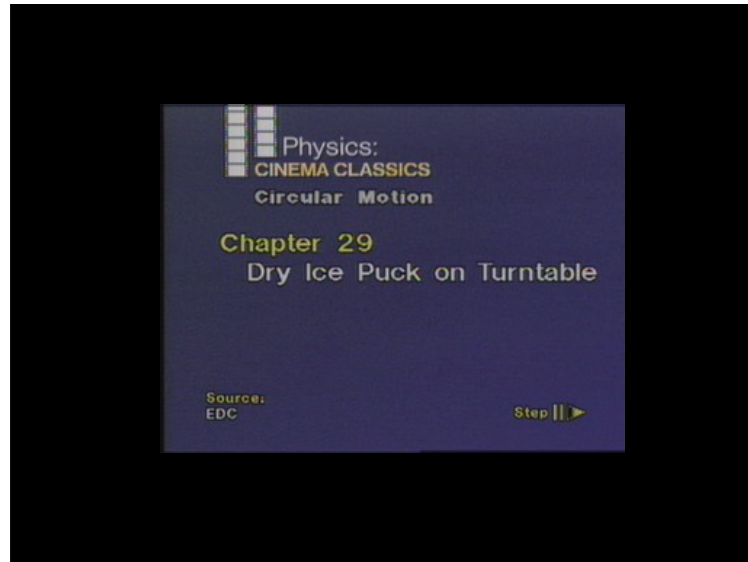 Physics:
CINEMA CLASSICS
Circular Motion
Chapter 29
Dry Ice Puck on Turntable
Source:
EDC
Step